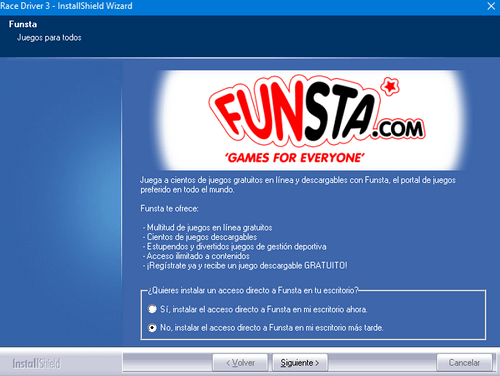 Race Driver 3 - InstallShield Wizard
Funsta
Juegos para todos
FUNSTA.COM
'GAMES FOR EVERYONE'
Juega a cientos de juegos gratuitos en línea y descargables con Funsta, el portal de juegos
preferido en todo el mundo.
Funsta te ofrece:
- Multitud de juegos en línea gratuitos
- Cientos de juegos descargables
- Estupendos y divertidos juegos de gestión deportiva
- Acceso ilimitado a contenidos
- ¡Regístrate ya y recibe un juego descargable GRATUITO!
¿Quieres instalar un acceso directo a Funsta en tu escritorio?
Sí, instalar el acceso directo a Funsta en mi escritorio ahora.
No, instalar el acceso directo a Funsta en mi escritorio más tarde.
InstallShield
< Volver
Siguiente >
Cancelar